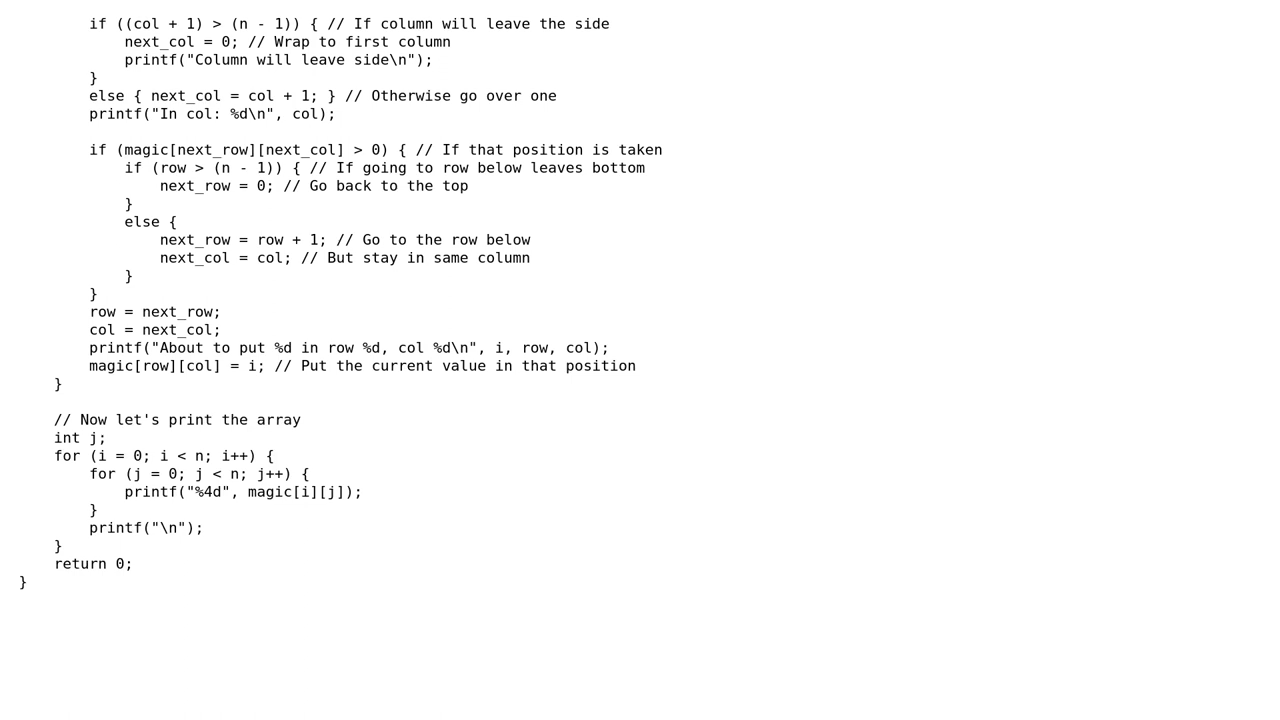 if ((col + 1) > (n - 1)) { // If column will leave the side
            next_col = 0; // Wrap to first column
            printf("Column will leave side\n");
        }
        else { next_col = col + 1; } // Otherwise go over one
        printf("In col: %d\n", col);

        if (magic[next_row][next_col] > 0) { // If that position is taken
            if (row > (n - 1)) { // If going to row below leaves bottom
                next_row = 0; // Go back to the top
            }
            else {
                next_row = row + 1; // Go to the row below
                next_col = col; // But stay in same column
            }
        }
        row = next_row;
        col = next_col;
        printf("About to put %d in row %d, col %d\n", i, row, col);
        magic[row][col] = i; // Put the current value in that position
    }

    // Now let's print the array
    int j;
    for (i = 0; i < n; i++) {
        for (j = 0; j < n; j++) {
            printf("%4d", magic[i][j]);
        }
        printf("\n");
    }
    return 0;
}